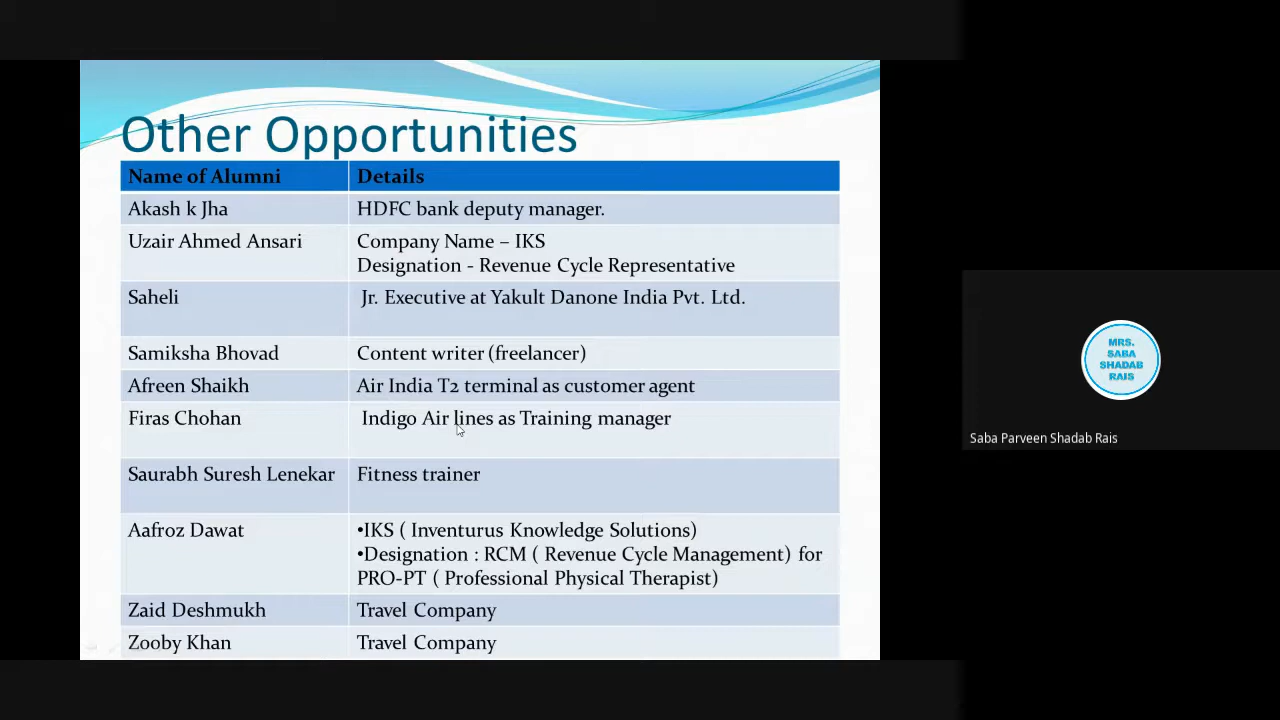 Other Opportunities
Name of Alumni Details
Akash k Jha HDFC bank deputy manager.
Uzair Ahmed Ansari Company Name – IKS
Designation - Revenue Cycle Representative
Saheli Jr. Executive at Yakult Danone India Pvt. Ltd.
Samiksha Bhovad Content writer (freelancer)
Afreen Shaikh Air India T2 terminal as customer agent
Firas Chohan Indigo Air lines as Training manager
Saurabh Suresh Lenekar Fitness trainer
Aafroz Dawat •IKS ( Inventurus Knowledge Solutions)
•Designation : RCM ( Revenue Cycle Management) for
PRO-PT ( Professional Physical Therapist)
Zaid Deshmukh Travel Company
Zooby Khan Travel Company
MRS.
SABA
SHADAB
RAIS
Saba Parveen Shadab Rais